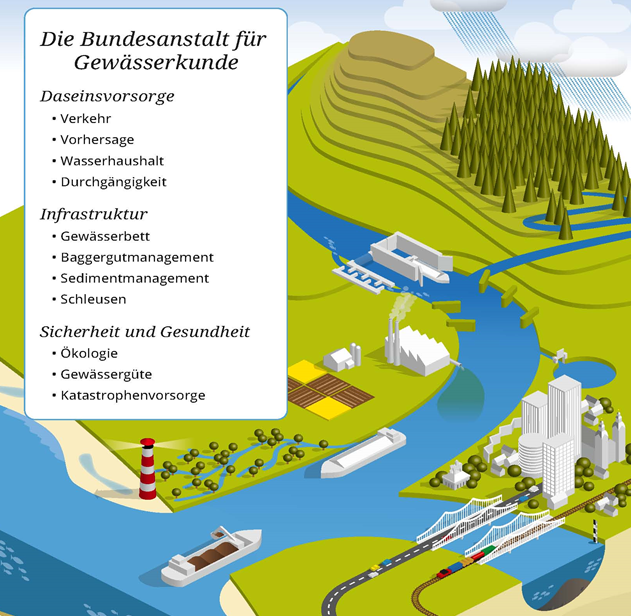 Die Bundesanstalt für
Gewässerkunde
Daseinsvorsorge
• Verkehr
• Vorhersage
• Wasserhaushalt
• Durchgängigkeit
Infrastruktur
• Gewässerbett
• Baggergutmanagement
• Sedimentmanagement
• Schleusen
Sicherheit und Gesundheit
• Ökologie
• Gewässergüte
• Katastrophenvorsorge